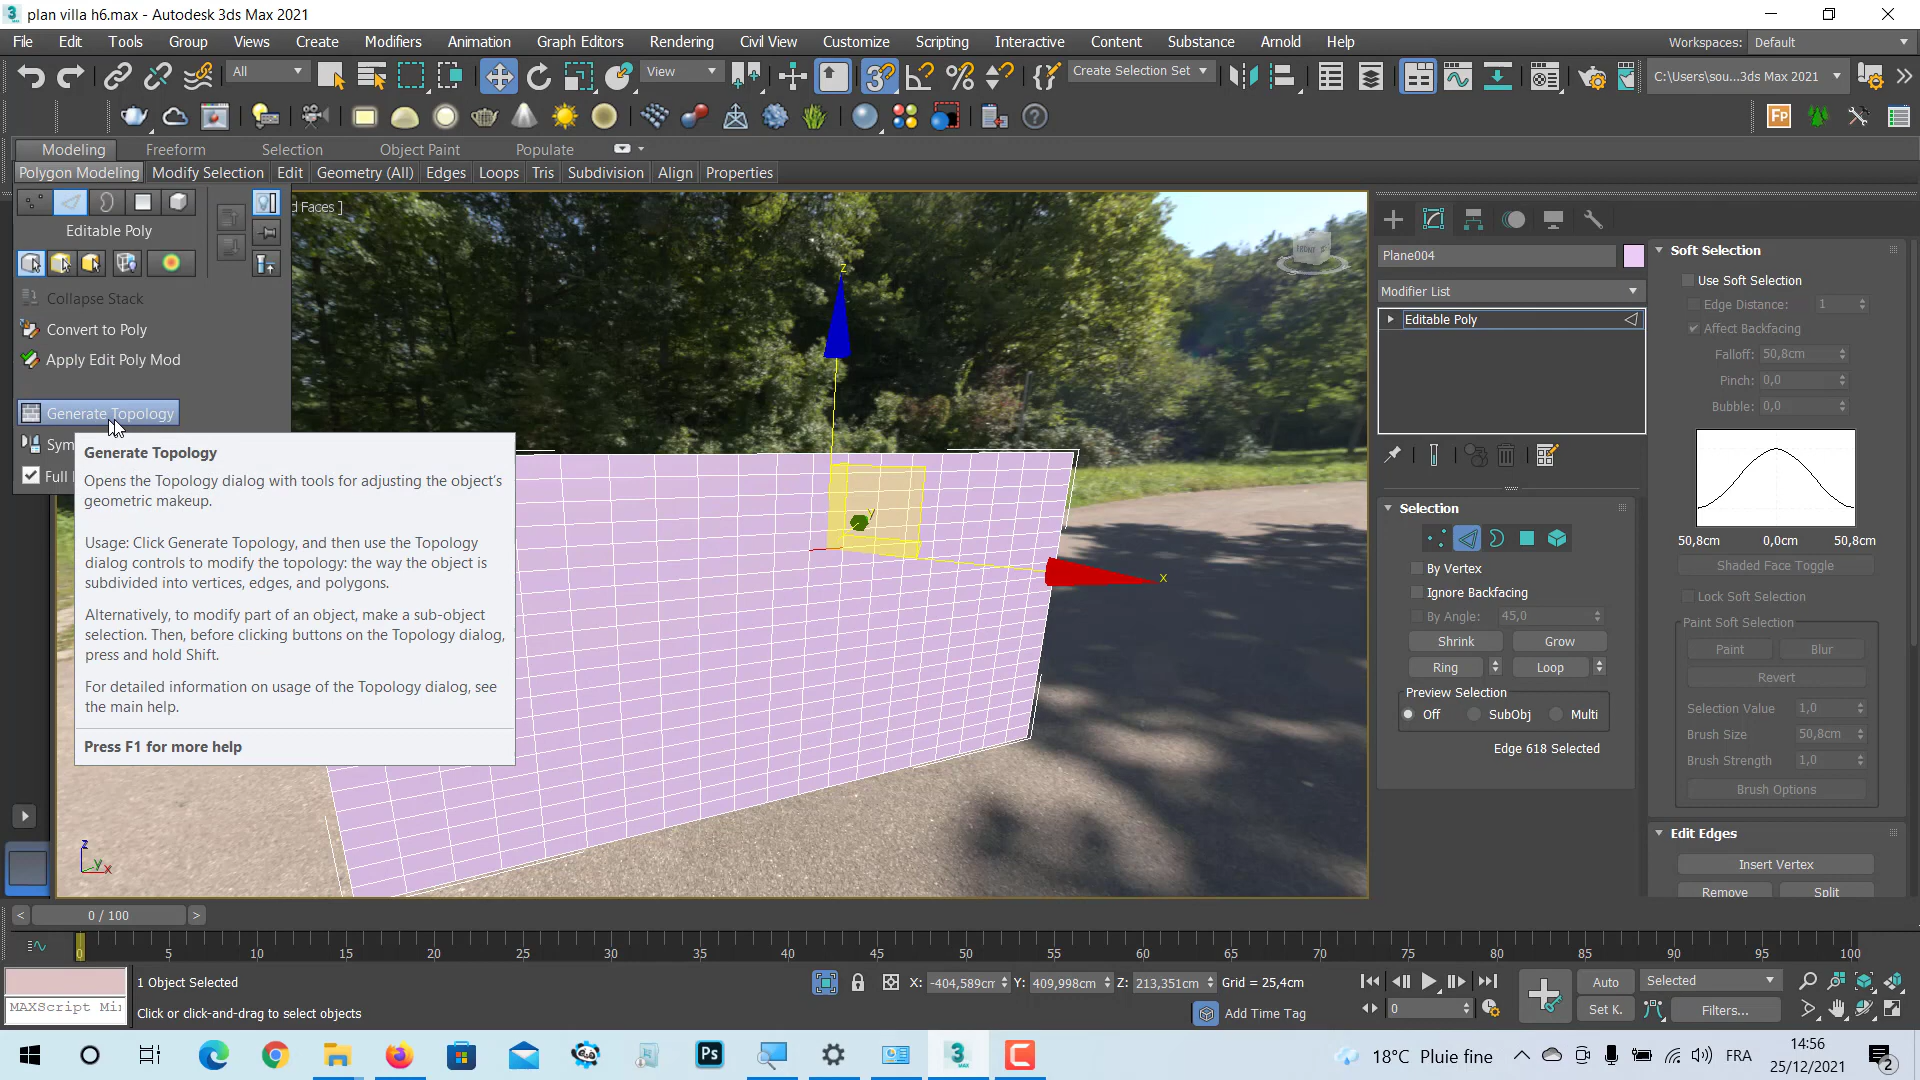 plan villa h6.max - Autodesk 3ds Max 2021
File Edit Tools Group Views Create Modifiers Animation Graph Editors Rendering Civil View Customize Scripting Interactive Content Substance Arnold Help Workspaces: Default
All View Create Selection Set C:\Users\sou...3ds Max 2021
Modeling Freeform Selection Object Paint Populate
Polygon Modeling Modify Selection Edit Geometry (All) Edges Loops Tris Subdivision Align Properties
d Faces ]
Editable Poly
Collapse Stack
Convert to Poly
Apply Edit Poly Mod
Generate Topology
Sym
Full
Generate Topology
Opens the Topology dialog with tools for adjusting the object's
geometric makeup.
Usage: Click Generate Topology, and then use the Topology
dialog controls to modify the topology: the way the object is
subdivided into vertices, edges, and polygons.
Alternatively, to modify part of an object, make a sub-object
selection. Then, before clicking buttons on the Topology dialog,
press and hold Shift.
For detailed information on usage of the Topology dialog, see
the main help.
Press F1 for more help
z
y
x
FRONT
z
y
x
Plane004
Modifier List
Editable Poly
Selection
By Vertex
Ignore Backfacing
By Angle: 45,0
Shrink Grow
Ring Loop
Preview Selection
Off SubObj Multi
Edge 618 Selected
Soft Selection
Use Soft Selection
Edge Distance: 1
Affect Backfacing
Falloff: 50,8cm
Pinch: 0,0
Bubble: 0,0
50,8cm 0,0cm 50,8cm
Shaded Face Toggle
Lock Soft Selection
Paint Soft Selection
Paint Blur
Revert
Selection Value 1,0
Brush Size 50,8cm
Brush Strength 1,0
Brush Options
Edit Edges
Insert Vertex
Remove Split
< 0 / 100 >
0 5 10 15 20 25 30 35 40 45 50 55 60 65 70 75 80 85 90 95 100
1 Object Selected X: -404,589cm Y: 409,998cm Z: 213,351cm Grid = 25,4cm Auto Selected
MAXScript Mi Click or click-and-drag to select objects Add Time Tag 0 Set K. Filters...
Ps 3 MAX 18°C Pluie fine FRA 14:56
25/12/2021 2